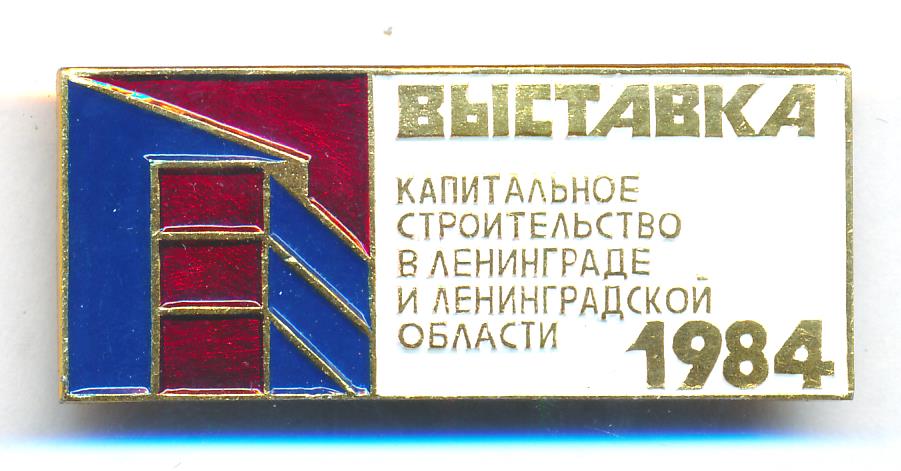 ВЫСТАВКА
КАПИТАЛЬНОЕ
СТРОИТЕЛЬСТВО
В ЛЕНИНГРАДЕ
И ЛЕНИНГРАДСКОЙ
ОБЛАСТИ
1984